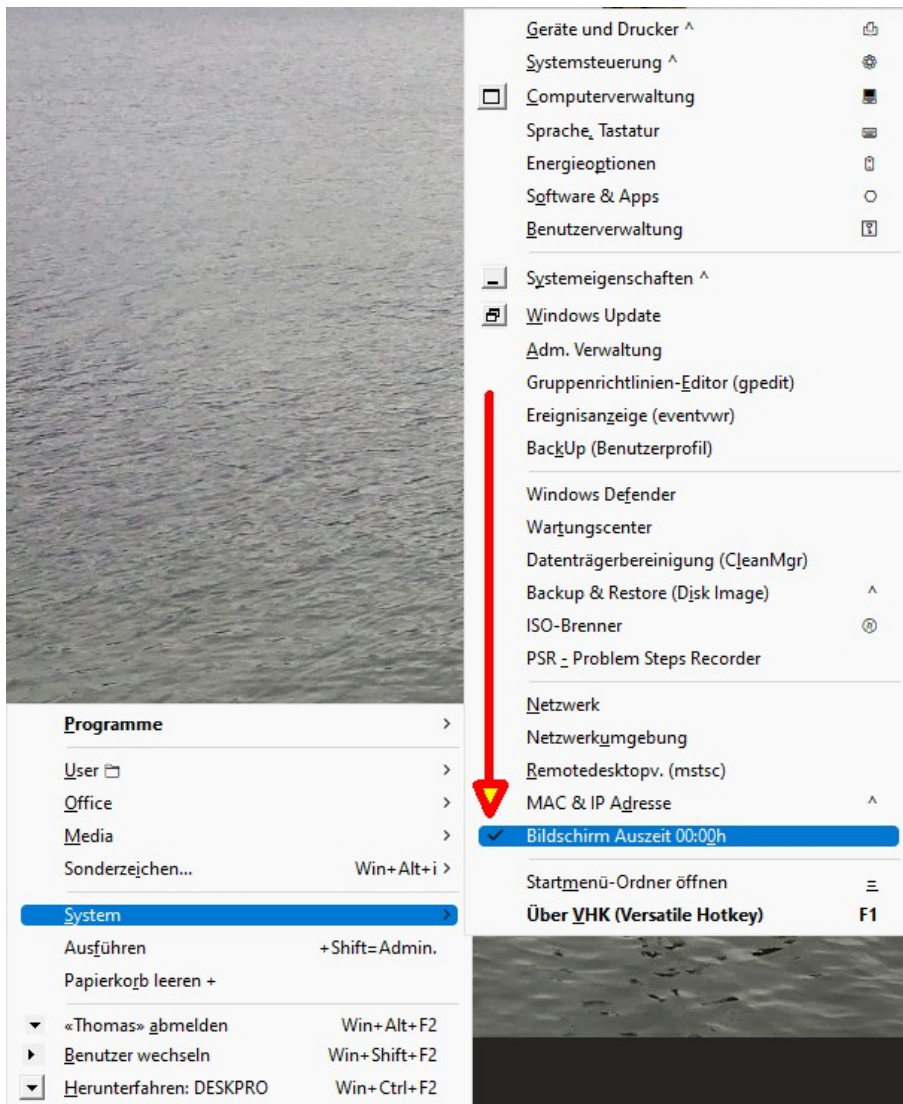 Geräte und Drucker ^
Systemsteuerung ^
Computerverwaltung
Sprache, Tastatur
Energieoptionen
Software & Apps
Benutzerverwaltung
Systemeigenschaften ^
Windows Update
Adm. Verwaltung
Gruppenrichtlinien-Editor (gpedit)
Ereignisanzeige (eventvwr)
BackUp (Benutzerprofil)
Windows Defender
Wartungscenter
Datenträgerbereinigung (CleanMgr)
Backup & Restore (Disk Image) ^
ISO-Brenner
PSR - Problem Steps Recorder
Netzwerk
Netzwerkumgebung
Remotedesktopv. (mstsc)
MAC & IP Adresse ^
Bildschirm Auszeit 00:00h
Startmenü-Ordner öffnen
Über VHK (Versatile Hotkey) F1
Programme >
User >
Office >
Media >
Sonderzeichen... Win+Alt+i >
System >
Ausführen +Shift=Admin.
Papierkorb leeren +
«Thomas» abmelden Win+Alt+F2
Benutzer wechseln Win+Shift+F2
Herunterfahren: DESKPRO Win+Ctrl+F2